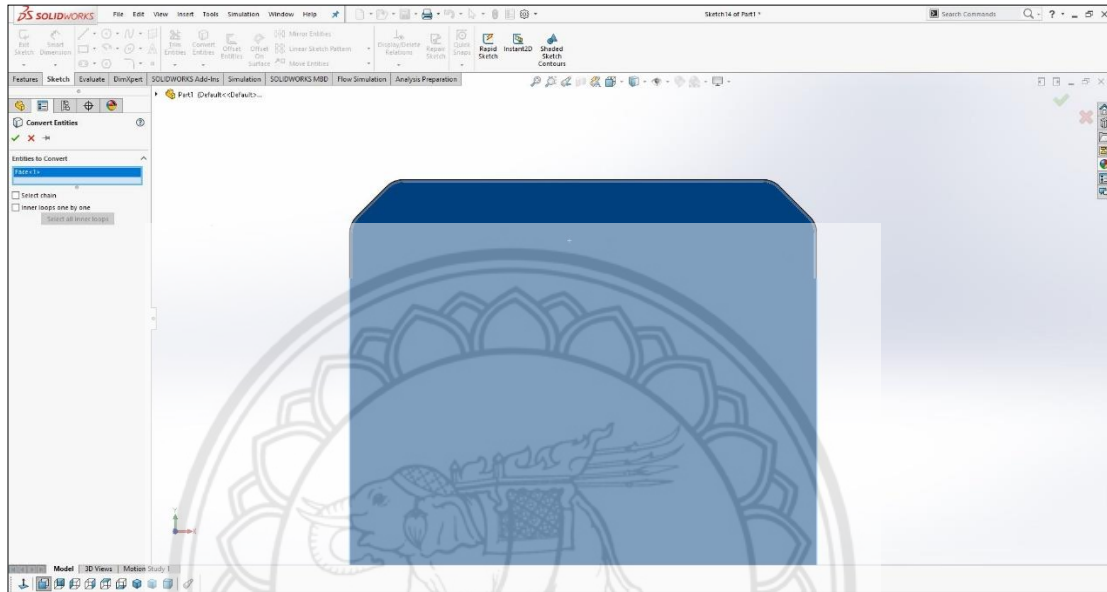 SOLIDWORKS File Edit View Insert Tools Simulation Window Help Sketch14 of Part1 * Search Commands
Exit Sketch Smart Dimension Trim Entities Convert Entities Offset Entities Offset On Surface Mirror Entities Linear Sketch Pattern Move Entities Display/Delete Relations Repair Sketch Quick Snaps Rapid Sketch Instant2D Shaded Sketch Contours
Features Sketch Evaluate DimXpert SOLIDWORKS Add-Ins Simulation SOLIDWORKS MBD Flow Simulation Analysis Preparation
Part1 (Default<<Default>...
Convert Entities
Entities to Convert
Face<1>
Select chain
Inner loops one by one
Select all inner loops
Y
X
Model 3D Views Motion Study 1